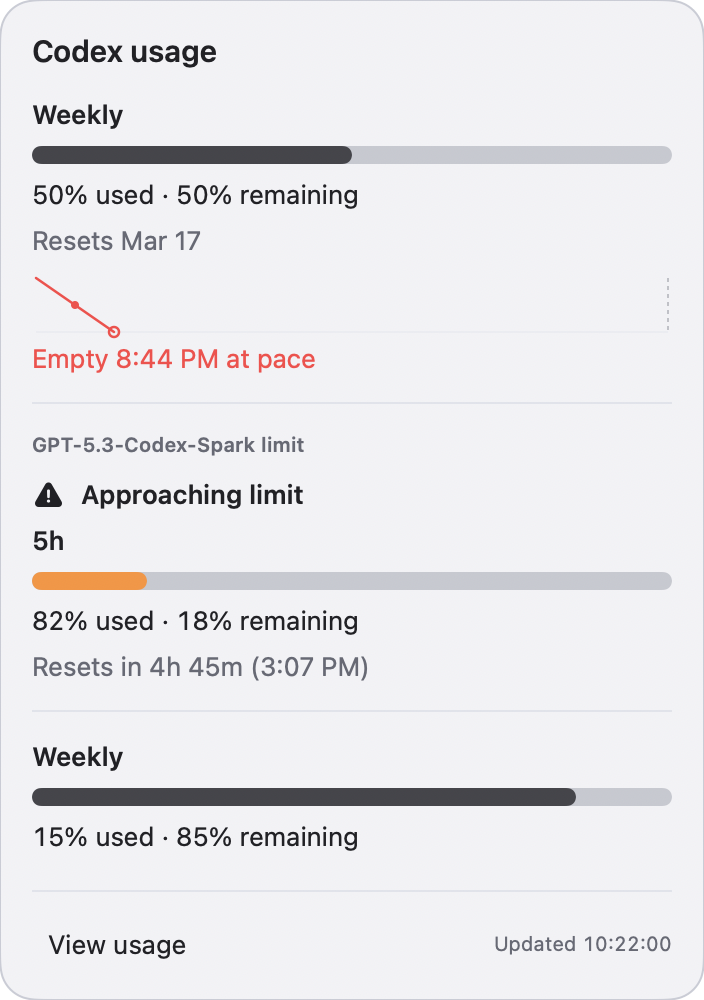 Codex usage
Weekly
50% used · 50% remaining
Resets Mar 17
Empty 8:44 PM at pace
GPT-5.3-Codex-Spark limit
Approaching limit
5h
82% used · 18% remaining
Resets in 4h 45m (3:07 PM)
Weekly
15% used · 85% remaining
View usage
Updated 10:22:00